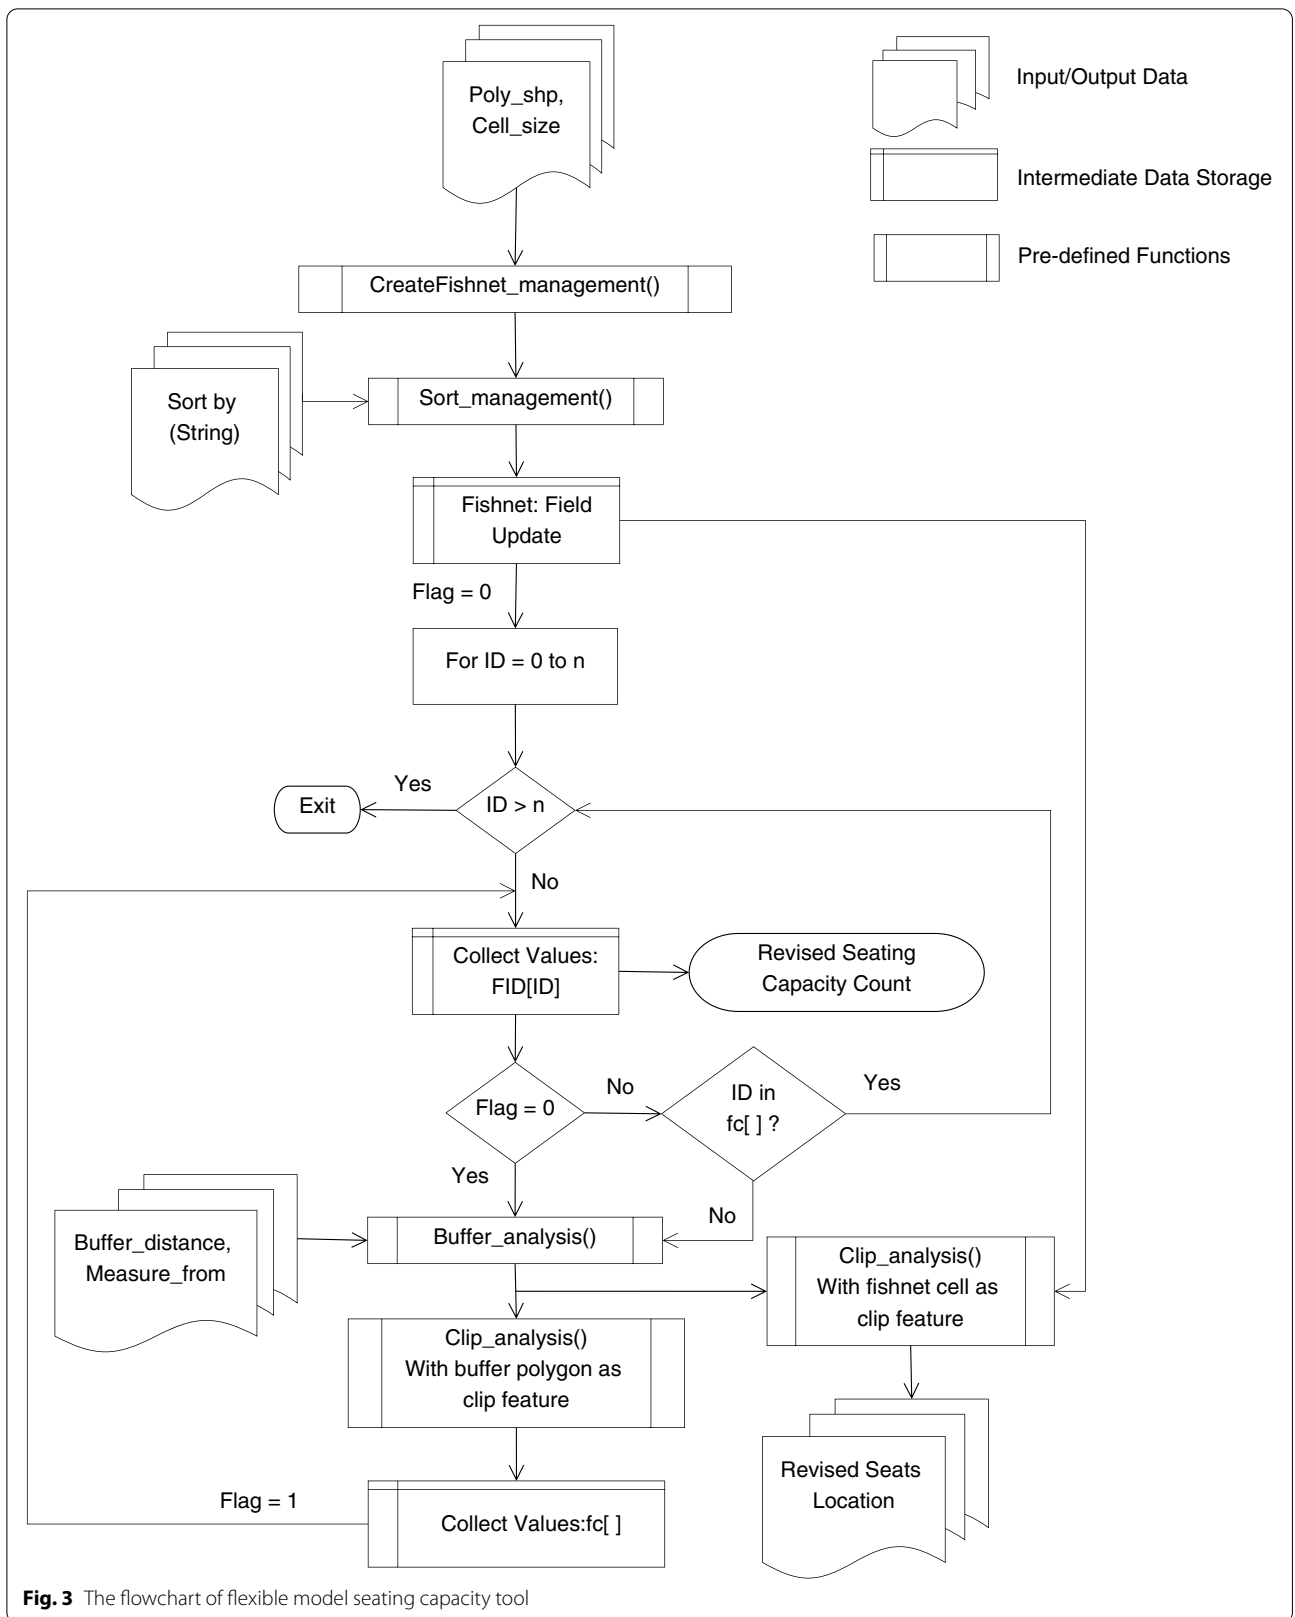 Poly_shp,
Cell_size
Input/Output Data
Intermediate Data Storage
Pre-defined Functions
CreateFishnet_management()
Sort by
(String)
Sort_management()
Fishnet: Field
Update
Flag = 0
For ID = 0 to n
Exit
Yes
ID > n
No
Collect Values:
FID[ID]
Revised Seating
Capacity Count
Flag = 0
No
ID in
fc[ ] ?
Yes
Yes
No
Buffer_distance,
Measure_from
Buffer_analysis()
Clip_analysis()
With fishnet cell as
clip feature
Clip_analysis()
With buffer polygon as
clip feature
Revised Seats
Location
Flag = 1
Collect Values:fc[ ]
Fig. 3 The flowchart of flexible model seating capacity tool